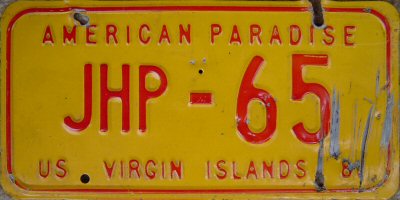 AMERICAN PARADISE
JHP - 65
US VIRGIN ISLANDS 8